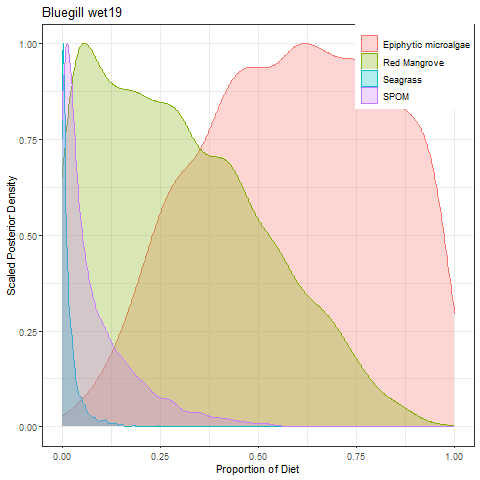 Bluegill wet19
Epiphytic microalgae
Red Mangrove
Seagrass
SPOM
Scaled Posterior Density
1.00
0.75
0.50
0.25
0.00
0.00 0.25 0.50 0.75 1.00
Proportion of Diet